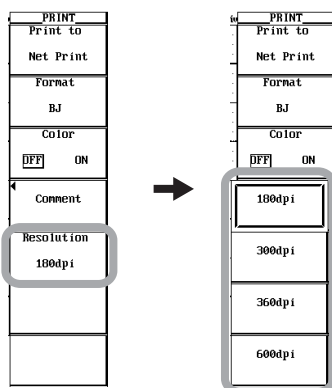 PRINT
Print to
Net Print
Format
BJ
Color
OFF ON
Comment
Resolution
180dpi
PRINT
Print to
Net Print
Format
BJ
Color
OFF ON
180dpi
300dpi
360dpi
600dpi